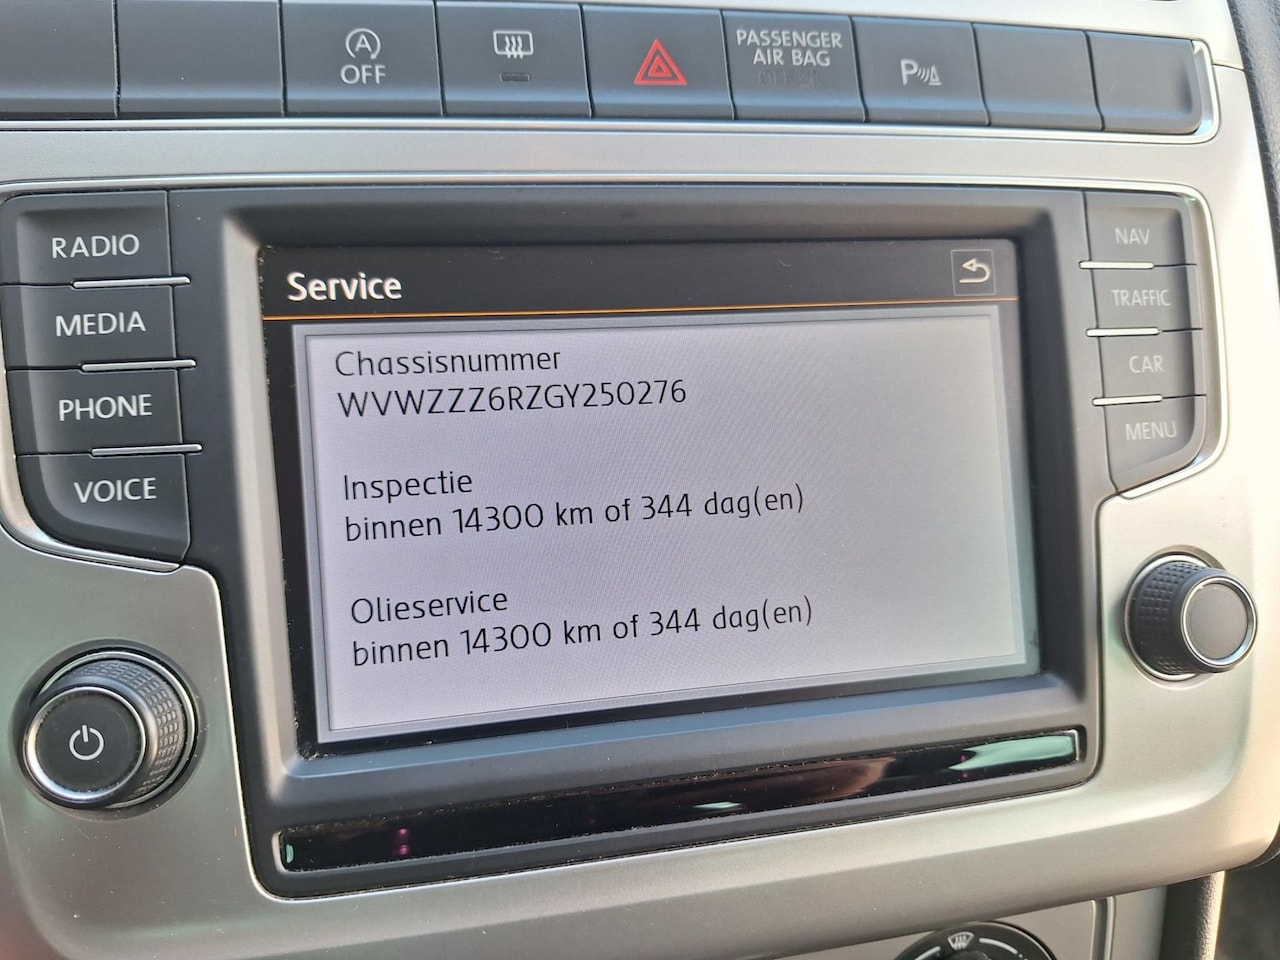 OFF
PASSENGER
AIR BAG
P
RADIO
MEDIA
PHONE
VOICE
Service
Chassisnummer
WVWZZZ6RZGY250276
Inspectie
binnen 14300 km of 344 dag(en)
Olieservice
binnen 14300 km of 344 dag(en)
NAV
TRAFFIC
CAR
MENU